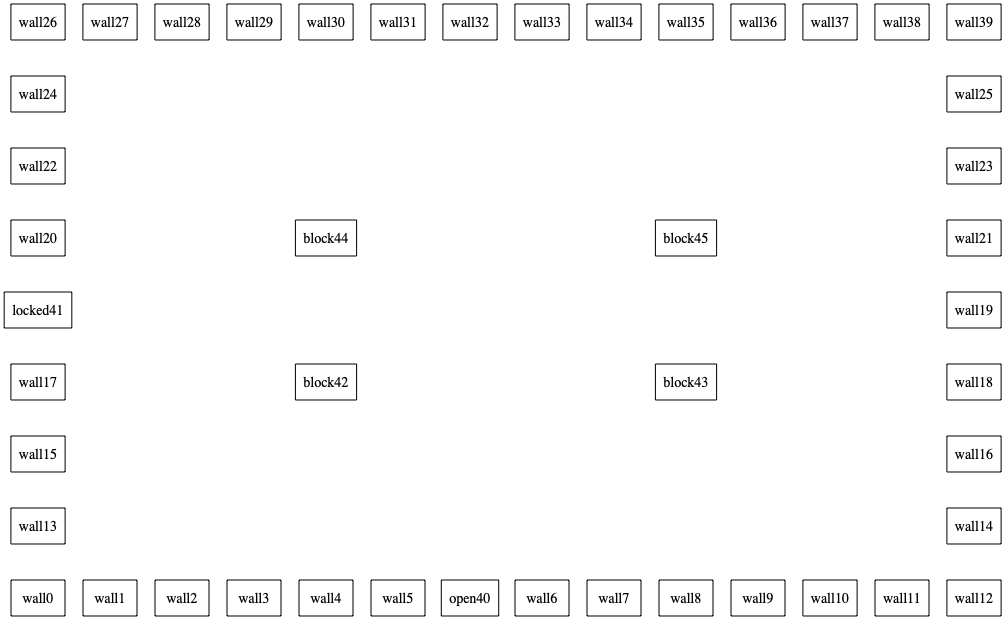 wall26 wall27 wall28 wall29 wall30 wall31 wall32 wall33 wall34 wall35 wall36 wall37 wall38 wall39
wall24 wall25
wall22 wall23
wall20 block44 block45 wall21
locked41 wall19
wall17 block42 block43 wall18
wall15 wall16
wall13 wall14
wall0 wall1 wall2 wall3 wall4 wall5 open40 wall6 wall7 wall8 wall9 wall10 wall11 wall12